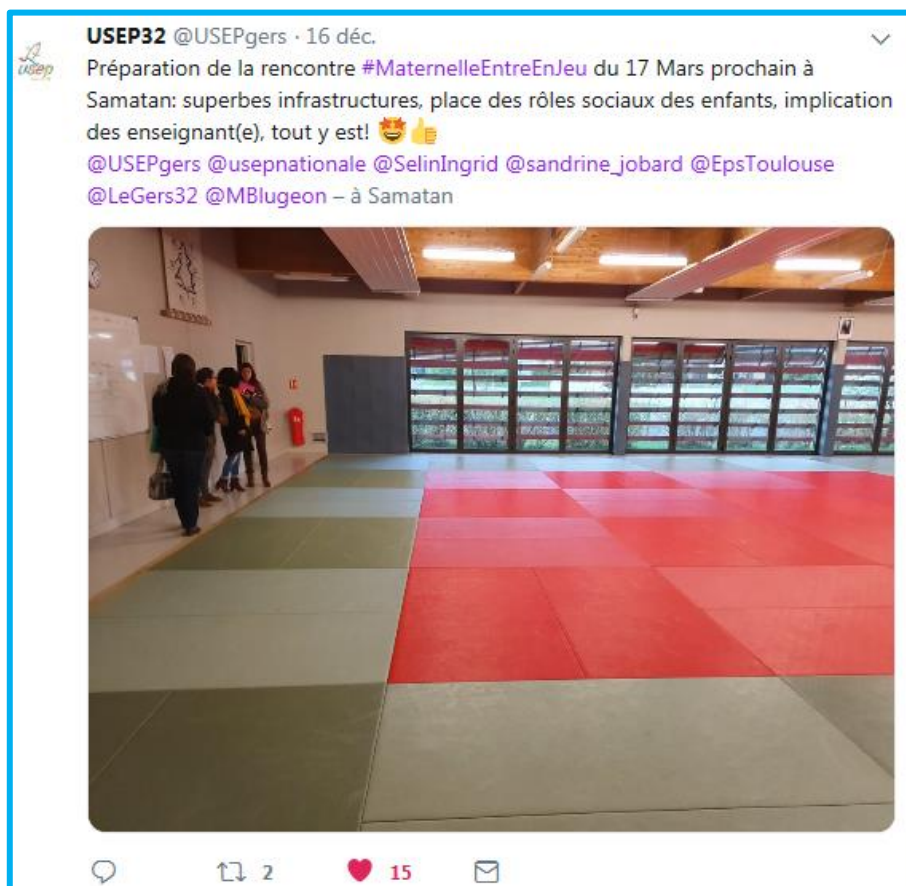 USEP32 @USEPgers · 16 déc.
usep
Préparation de la rencontre #MaternelleEntreEnJeu du 17 Mars prochain à
Samatan: superbes infrastructures, place des rôles sociaux des enfants, implication
des enseignant(e), tout y est! 🤩👍
@USEPgers @usepnationale @SelinIngrid @sandrine_jobard @EpsToulouse
@LeGers32 @MBlugeon – à Samatan
2
15